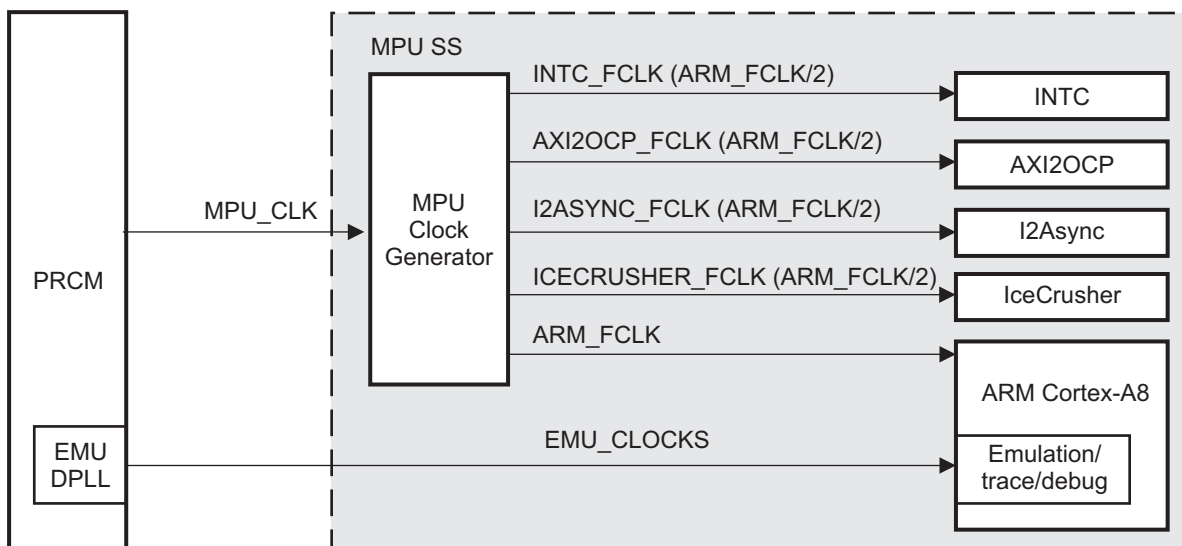 MPU SS
INTC_FCLK (ARM_FCLK/2)
INTC
AXI2OCP_FCLK (ARM_FCLK/2)
AXI2OCP
MPU_CLK
MPU
Clock
Generator
I2ASYNC_FCLK (ARM_FCLK/2)
I2Async
PRCM
ICECRUSHER_FCLK (ARM_FCLK/2)
IceCrusher
ARM_FCLK
ARM Cortex-A8
EMU
DPLL
EMU_CLOCKS
Emulation/
trace/debug